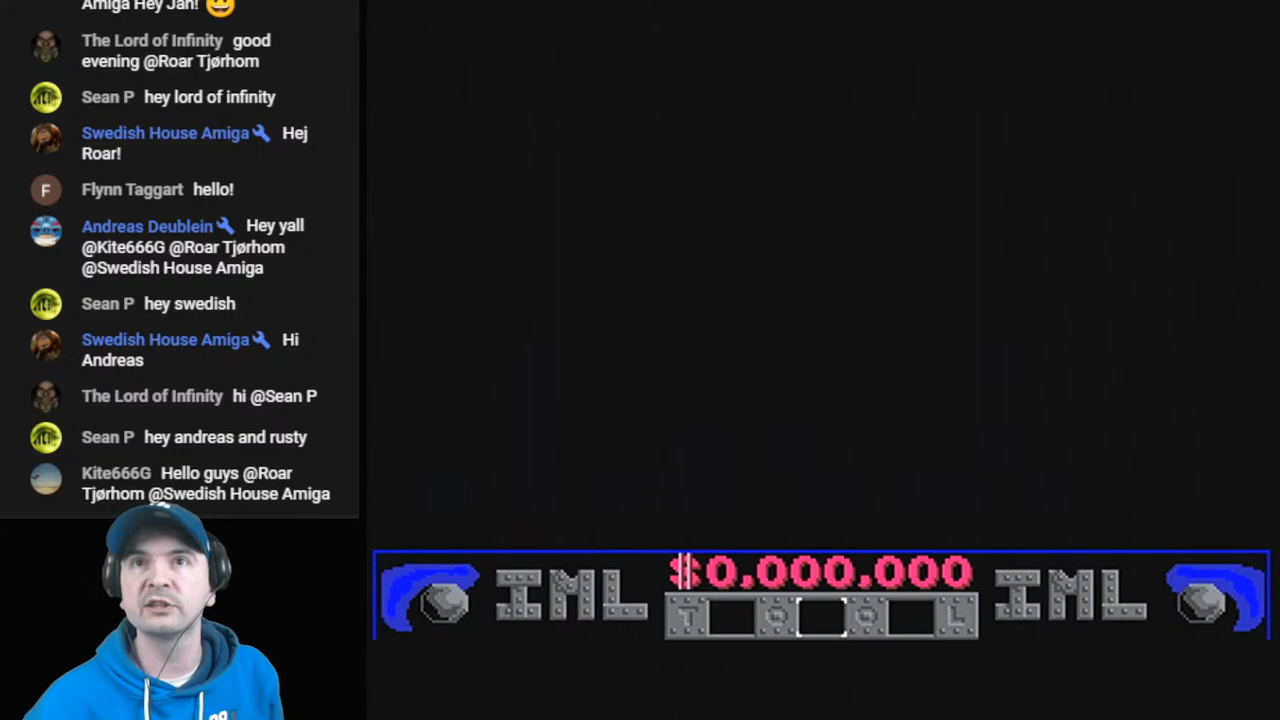 Amiga Hey Jan!
The Lord of Infinity good
evening @Roar Tjørhom
Sean P hey lord of infinity
Swedish House Amiga Hej
Roar!
F Flynn Taggart hello!
Andreas Deublein Hey yall
@Kite666G @Roar Tjørhom
@Swedish House Amiga
Sean P hey swedish
Swedish House Amiga Hi
Andreas
The Lord of Infinity hi @Sean P
Sean P hey andreas and rusty
Kite666G Hello guys @Roar
Tjørhom @Swedish House Amiga
$0.000.000
IML IML
T O O L